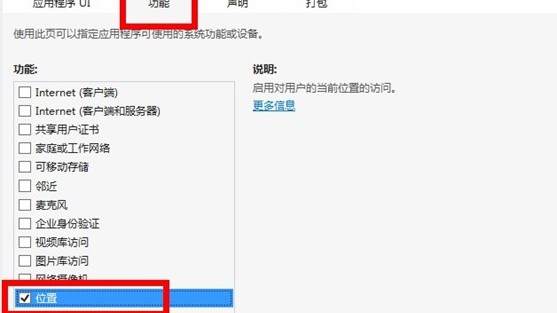 应用程序 UI 功能 声明 打包
使用此页可以指定应用程序可使用的系统功能或设备。
功能:
Internet (客户端)
Internet (客户端和服务器)
共享用户证书
家庭或工作网络
可移动存储
邻近
麦克风
企业身份验证
视频库访问
图片库访问
网络摄像机
位置
说明:
启用对用户的当前位置的访问。
更多信息